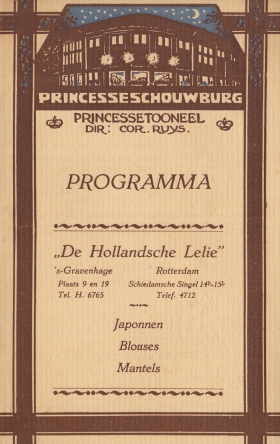 PRINCESSESCHOUWBURG
PRINCESSETOONEEL
DIR: COR. RUYS.
PROGRAMMA
„De Hollandsche Lelie"
's-Gravenhage Rotterdam
Plaats 9 en 19 Schiedamsche Singel 14b-15b
Tel. H. 6765 Telef. 4712
Japonnen
Blouses
Mantels